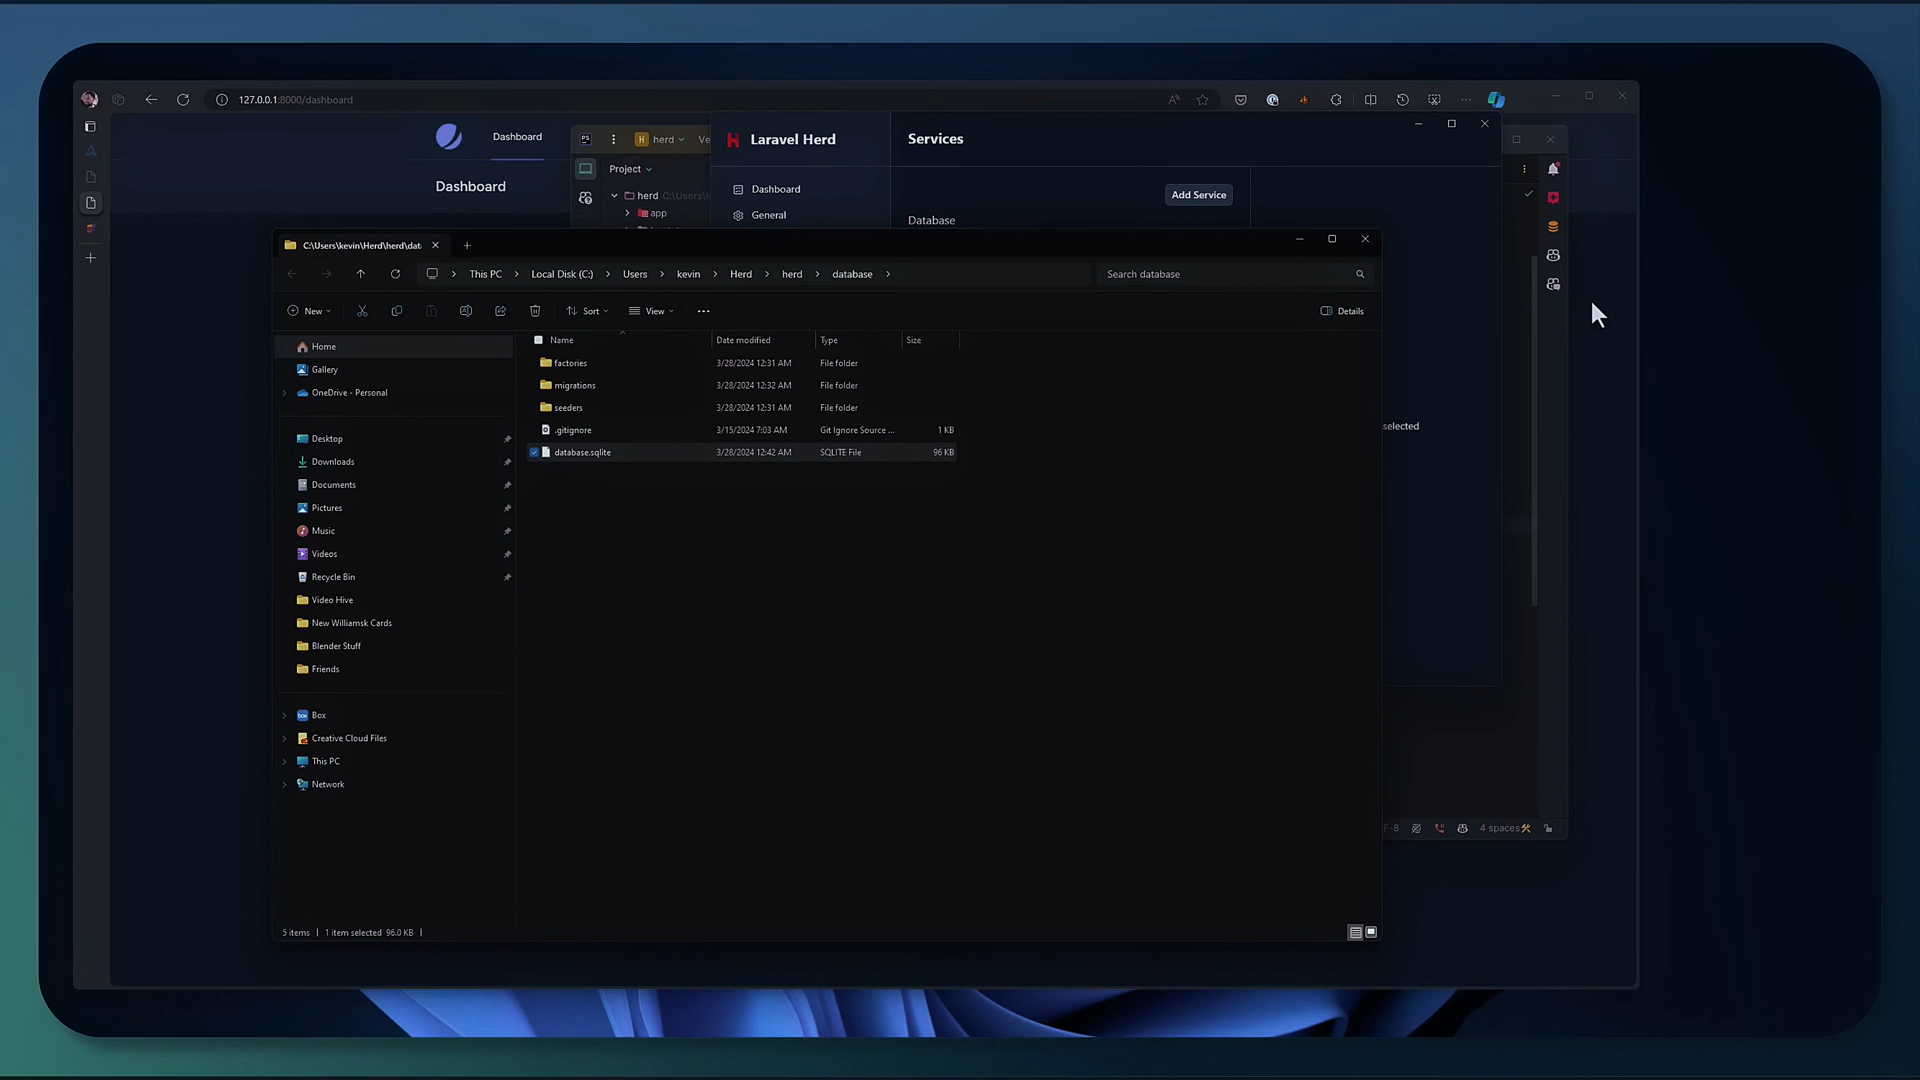 127.0.0.1:8000/dashboard
Dashboard
Dashboard
herd
Ve
Project
herd C:\Users\k
app
Laravel Herd
Services
Dashboard
General
Add Service
Database
C:\Users\kevin\Herd\herd\dat
This PC > Local Disk (C:) > Users > kevin > Herd > herd > database >
Search database
New
Sort
View
Details
Name Date modified Type Size
factories 3/28/2024 12:31 AM File folder
migrations 3/28/2024 12:32 AM File folder
seeders 3/28/2024 12:31 AM File folder
.gitignore 3/15/2024 7:03 AM Git Ignore Source ... 1 KB
database.sqlite 3/28/2024 12:42 AM SQLITE File 96 KB
Home
Gallery
OneDrive - Personal
Desktop
Downloads
Documents
Pictures
Music
Videos
Recycle Bin
Video Hive
New Williamsk Cards
Blender Stuff
Friends
Box
Creative Cloud Files
This PC
Network
selected
F-8
4 spaces
5 items | 1 item selected 96.0 KB |